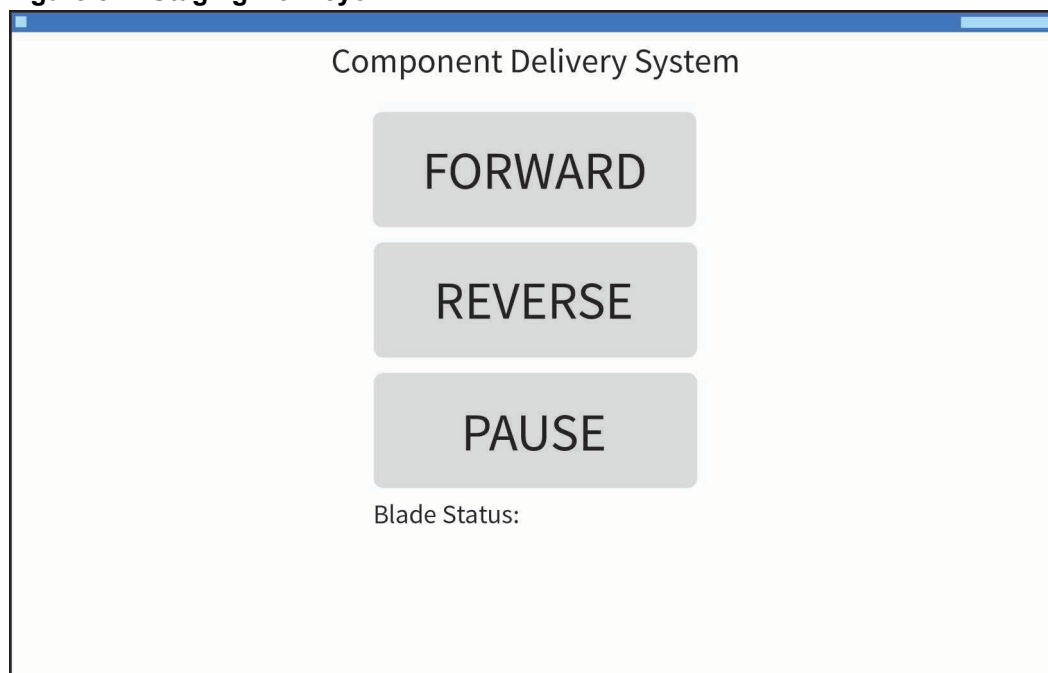 Component Delivery System
FORWARD
REVERSE
PAUSE
Blade Status: